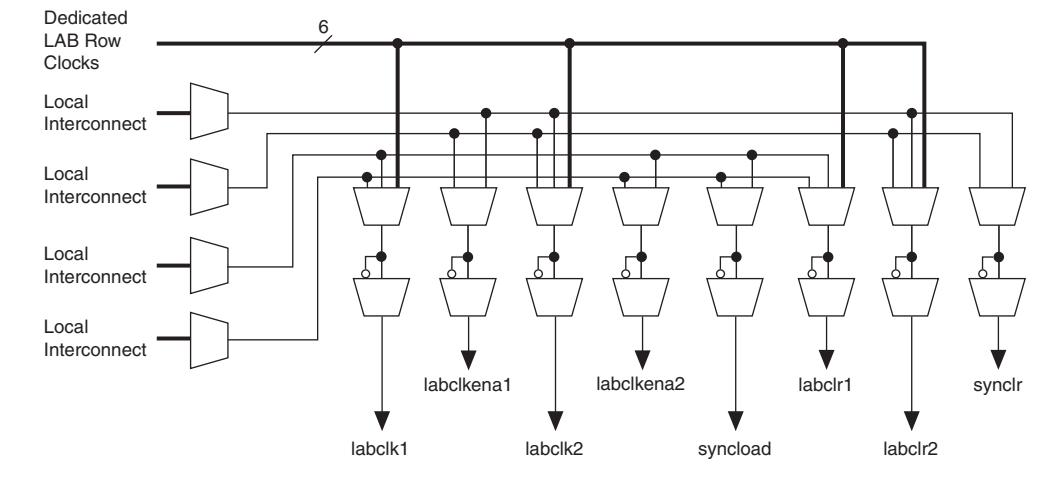 Dedicated
LAB Row
Clocks
6
Local
Interconnect
Local
Interconnect
Local
Interconnect
Local
Interconnect
labclkena1
labclkena2
labclr1
synclr
labclk1
labclk2
syncload
labclr2